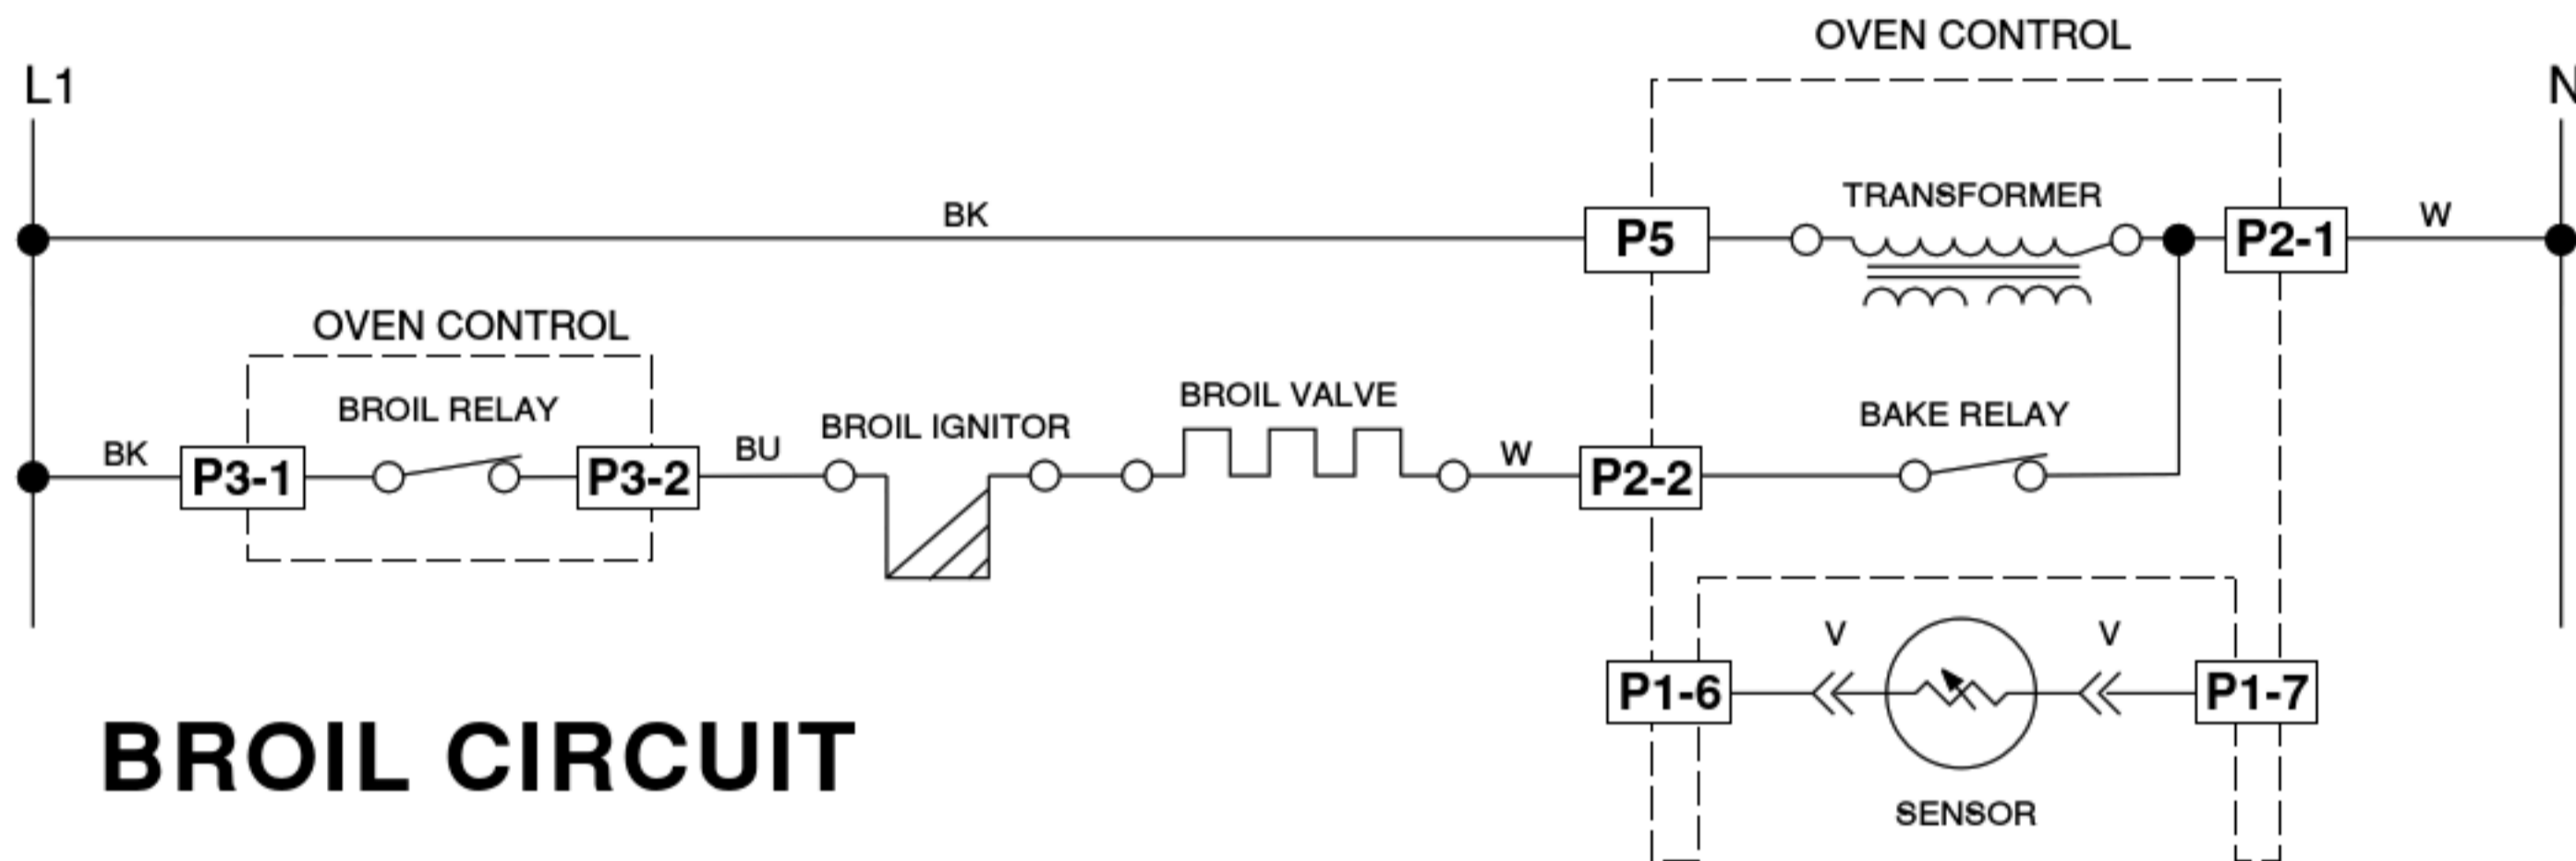 OVEN CONTROL
L1
N
BK
P5
TRANSFORMER
P2-1
W
OVEN CONTROL
BROIL RELAY
BK
P3-1
P3-2
BU
BROIL IGNITOR
BROIL VALVE
W
P2-2
BAKE RELAY
P1-6
V
V
P1-7
SENSOR
BROIL CIRCUIT